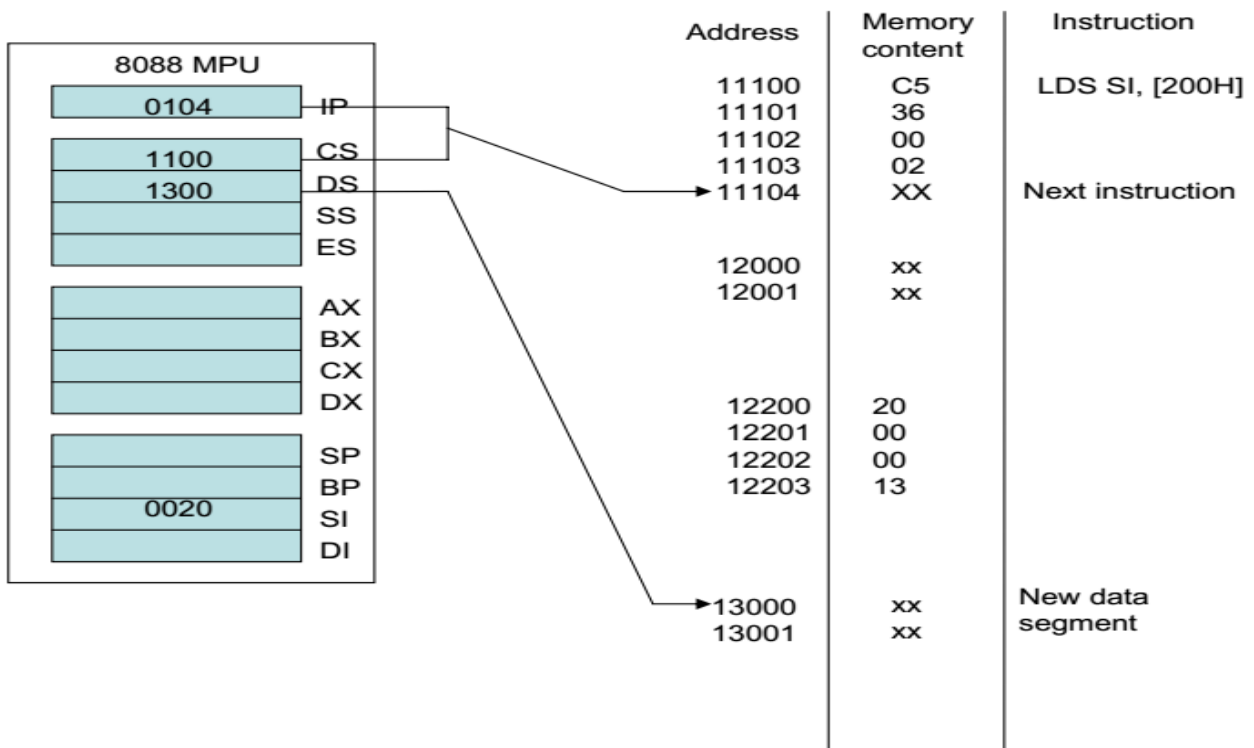 8088 MPU
0104 IP
1100 CS
1300 DS
SS
ES
AX
BX
CX
DX
SP
BP
0020 SI
DI
Address Memory content Instruction
11100 C5 LDS SI, [200H]
11101 36
11102 00
11103 02
11104 XX Next instruction
12000 xx
12001 xx
12200 20
12201 00
12202 00
12203 13
13000 xx New data segment
13001 xx